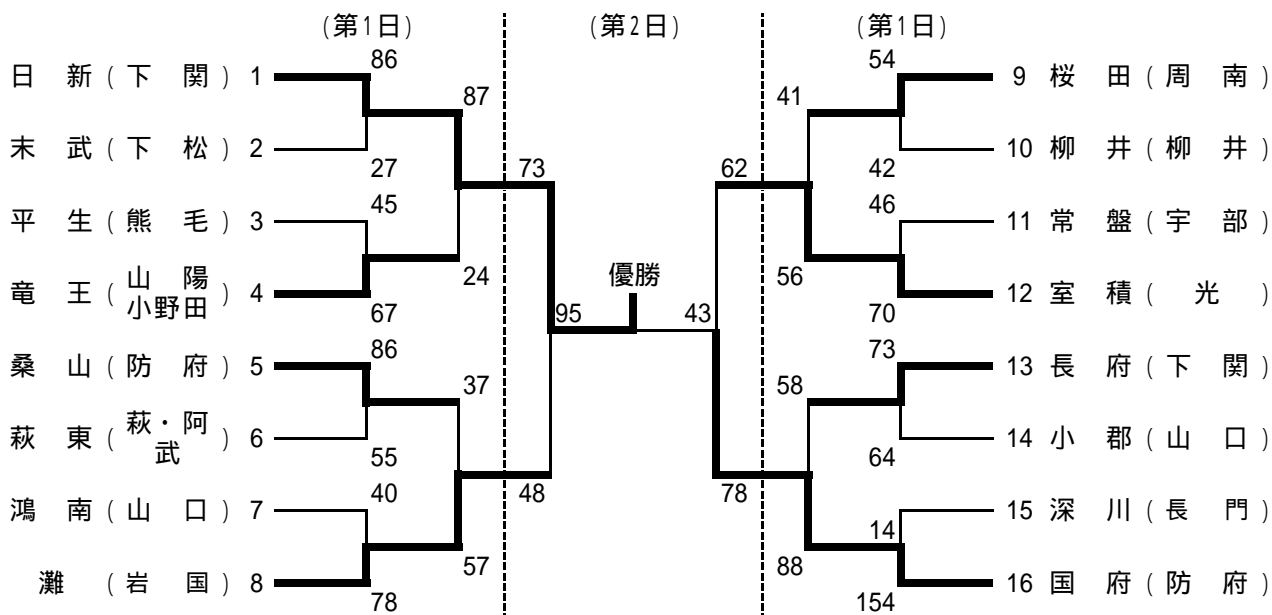 (第1日) (第2日) (第1日)
86 54
日 新 ( 下 関 ) 1 9 桜 田 ( 周 南 )
87 41
末 武 ( 下 松 ) 2 10 柳 井 ( 柳 井 )
27 73 62 42
45 46
平 生 ( 熊 毛 ) 3 11 常 盤 ( 宇 部 )
24 優勝 56
竜 王 ( 山 陽 小野田 ) 4 12 室 積 ( 光 )
67 95 43 70
86 73
桑 山 ( 防 府 ) 5 13 長 府 ( 下 関 )
37 58
萩 東 ( 萩・阿 武 ) 6 14 小 郡 ( 山 口 )
55 64
40 48 78
鴻 南 ( 山 口 ) 7 15 深 川 ( 長 門 )
14
57 88
灘 ( 岩 国 ) 8 16 国 府 ( 防 府 )
78 154